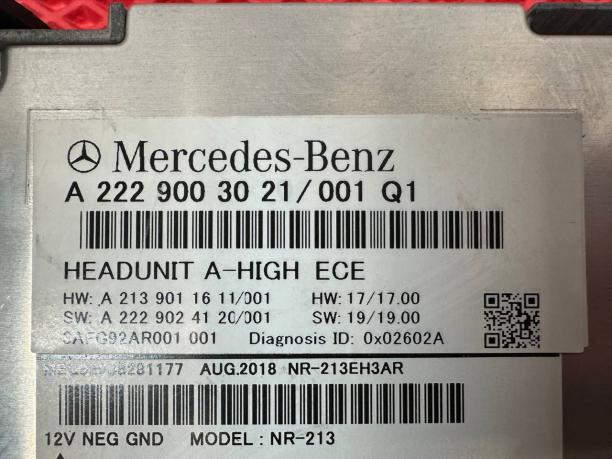 Mercedes-Benz
A 222 900 30 21/001 Q1
HEADUNIT A-HIGH ECE
HW: A 213 901 16 11/001 HW: 17/17.00
SW: A 222 902 41 20/001 SW: 19/19.00
SAFG92AR001 001 Diagnosis ID: 0x02602A
AUG.2018 NR-213EH3AR
12V NEG GND MODEL : NR-213